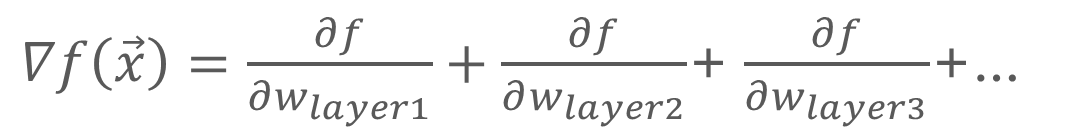 ∇f(x⃗) = ∂f/∂w_layer1 + ∂f/∂w_layer2 + ∂f/∂w_layer3 + …